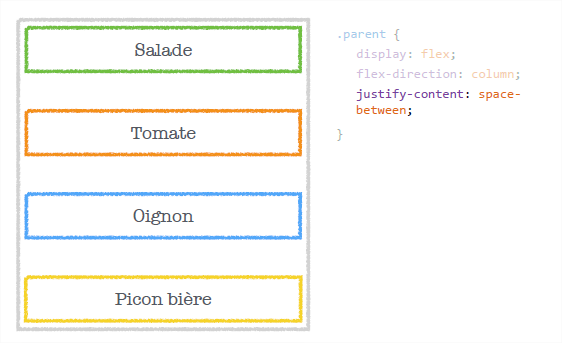 Salade
Tomate
Oignon
Picon bière
.parent {
display: flex;
flex-direction: column;
justify-content: space-
between;
}